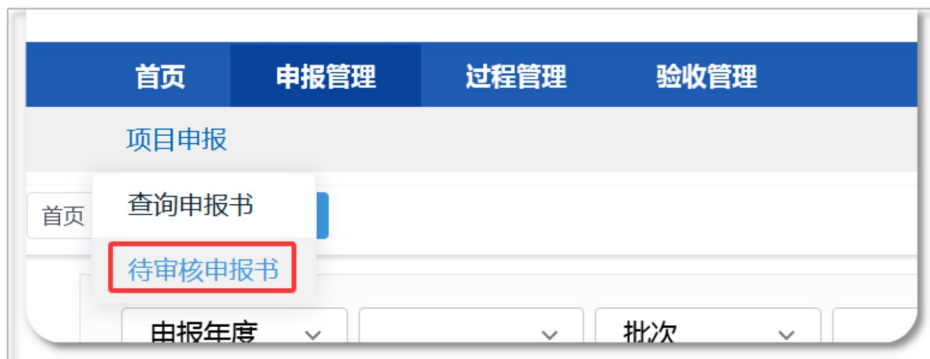 首页 申报管理 过程管理 验收管理
项目申报
查询申报书
首页
待审核申报书
申报年度 批次